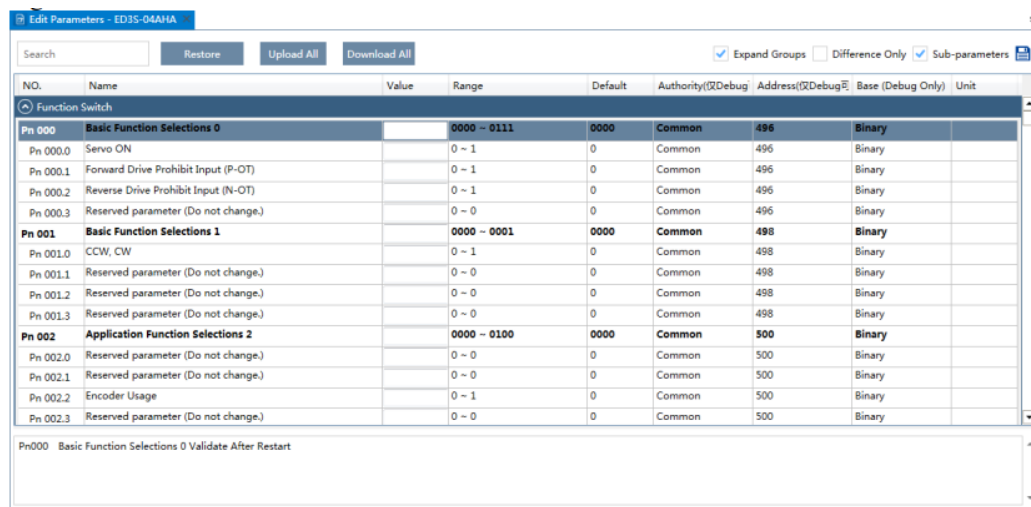 Edit Parameters - ED3S-04AHA ×
Search Restore Upload All Download All Expand Groups Difference Only Sub-parameters
NO. Name Value Range Default Authority((仅Debug Address(仅Debug可 Base (Debug Only) Unit
Function Switch
Pn 000 Basic Function Selections 0 0000 ~ 0111 0000 Common 496 Binary
Pn 000.0 Servo ON 0 ~ 1 0 Common 496 Binary
Pn 000.1 Forward Drive Prohibit Input (P-OT) 0 ~ 1 0 Common 496 Binary
Pn 000.2 Reverse Drive Prohibit Input (N-OT) 0 ~ 1 0 Common 496 Binary
Pn 000.3 Reserved parameter (Do not change.) 0 ~ 0 0 Common 496 Binary
Pn 001 Basic Function Selections 1 0000 ~ 0001 0000 Common 498 Binary
Pn 001.0 CCW, CW 0 ~ 1 0 Common 498 Binary
Pn 001.1 Reserved parameter (Do not change.) 0 ~ 0 0 Common 498 Binary
Pn 001.2 Reserved parameter (Do not change.) 0 ~ 0 0 Common 498 Binary
Pn 001.3 Reserved parameter (Do not change.) 0 ~ 0 0 Common 498 Binary
Pn 002 Application Function Selections 2 0000 ~ 0100 0000 Common 500 Binary
Pn 002.0 Reserved parameter (Do not change.) 0 ~ 0 0 Common 500 Binary
Pn 002.1 Reserved parameter (Do not change.) 0 ~ 0 0 Common 500 Binary
Pn 002.2 Encoder Usage 0 ~ 1 0 Common 500 Binary
Pn 002.3 Reserved parameter (Do not change.) 0 ~ 0 0 Common 500 Binary
Pn000 Basic Function Selections 0 Validate After Restart